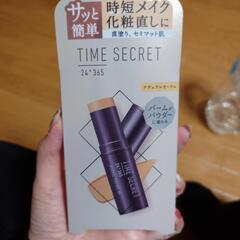 サッと
簡単
時短メイク
化粧直しに
直塗り、セミマット肌
TIME SECRET
24*365
ナチュラルオークル
バームが
パウダーに
変わる
TIME SECRET